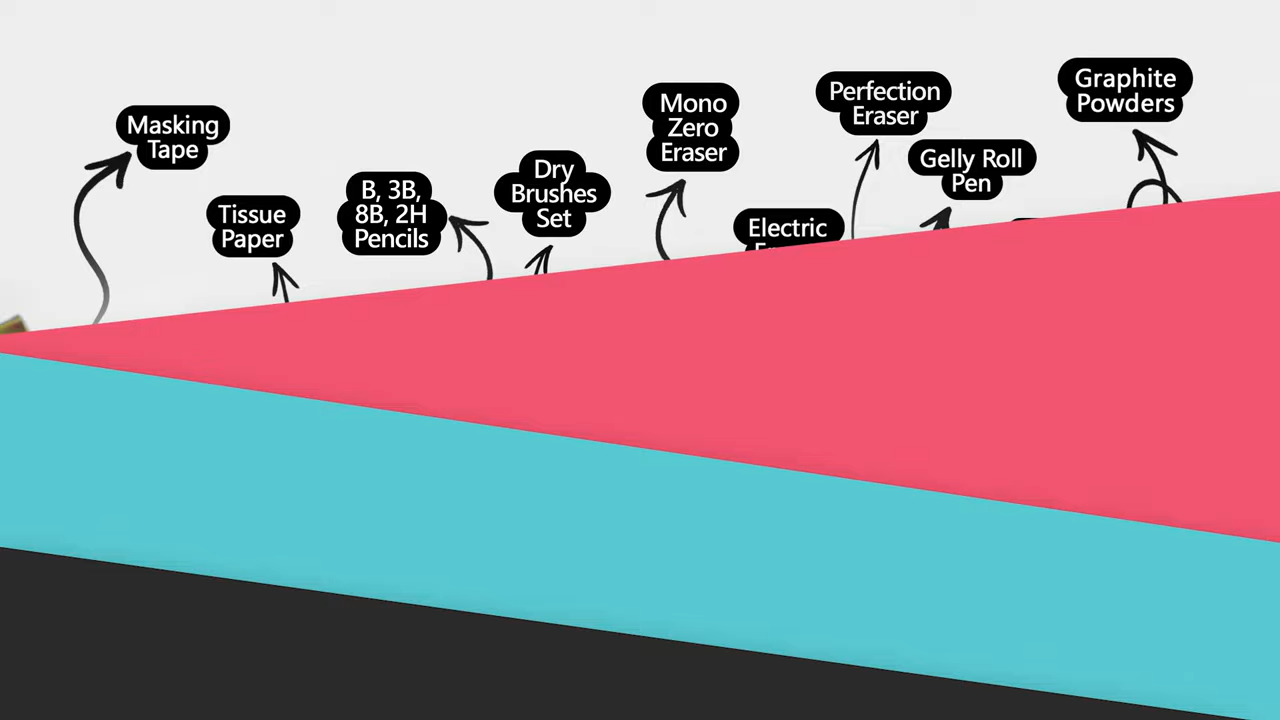 Masking
Tape
Tissue
Paper
B, 3B,
8B, 2H
Pencils
Dry
Brushes
Set
Mono
Zero
Eraser
Electric
Perfection
Eraser
Gelly Roll
Pen
Graphite
Powders